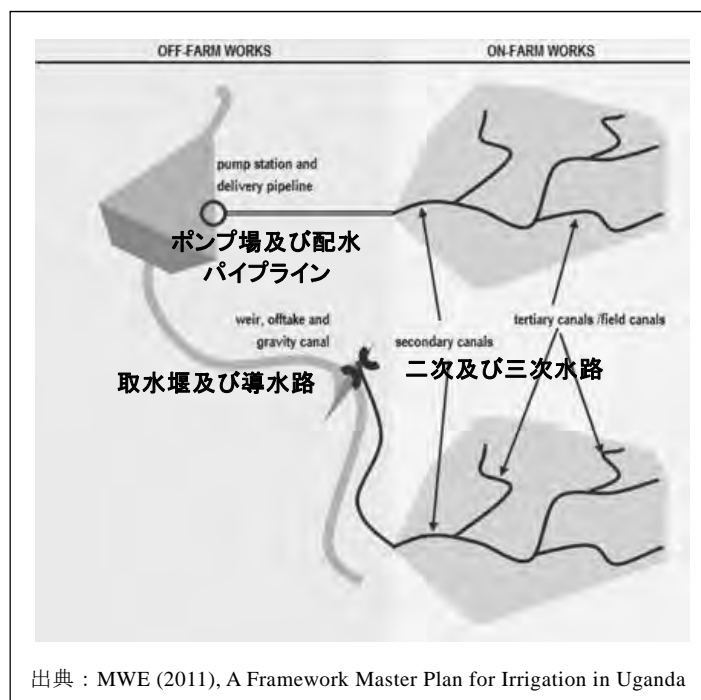 OFF-FARM WORKS
ON-FARM WORKS
pump station and
delivery pipeline
ポンプ場及び配水
パイプライン
weir, offtake and
gravity canal
取水堰及び導水路
secondary canals
tertiary canals /field canals
二次及び三次水路
出典：MWE (2011), A Framework Master Plan for Irrigation in Uganda